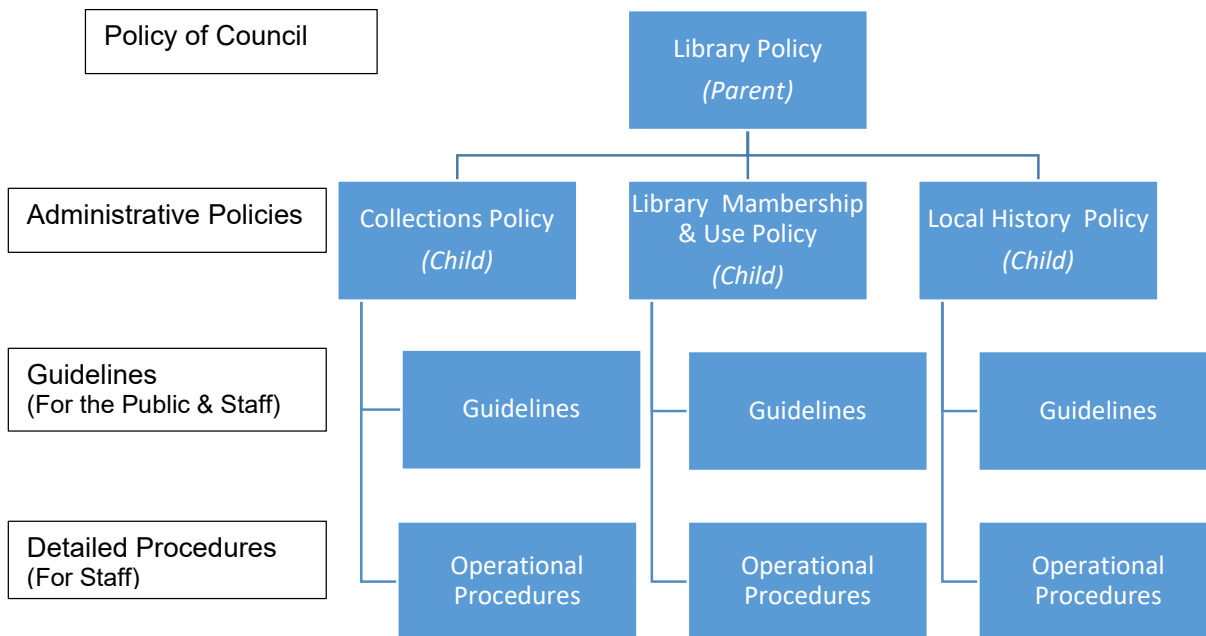 Policy of Council
Library Policy
(Parent)
Administrative Policies
Collections Policy
(Child)
Library Mambership
& Use Policy
(Child)
Local History Policy
(Child)
Guidelines
(For the Public & Staff)
Guidelines
Guidelines
Guidelines
Detailed Procedures
(For Staff)
Operational
Procedures
Operational
Procedures
Operational
Procedures